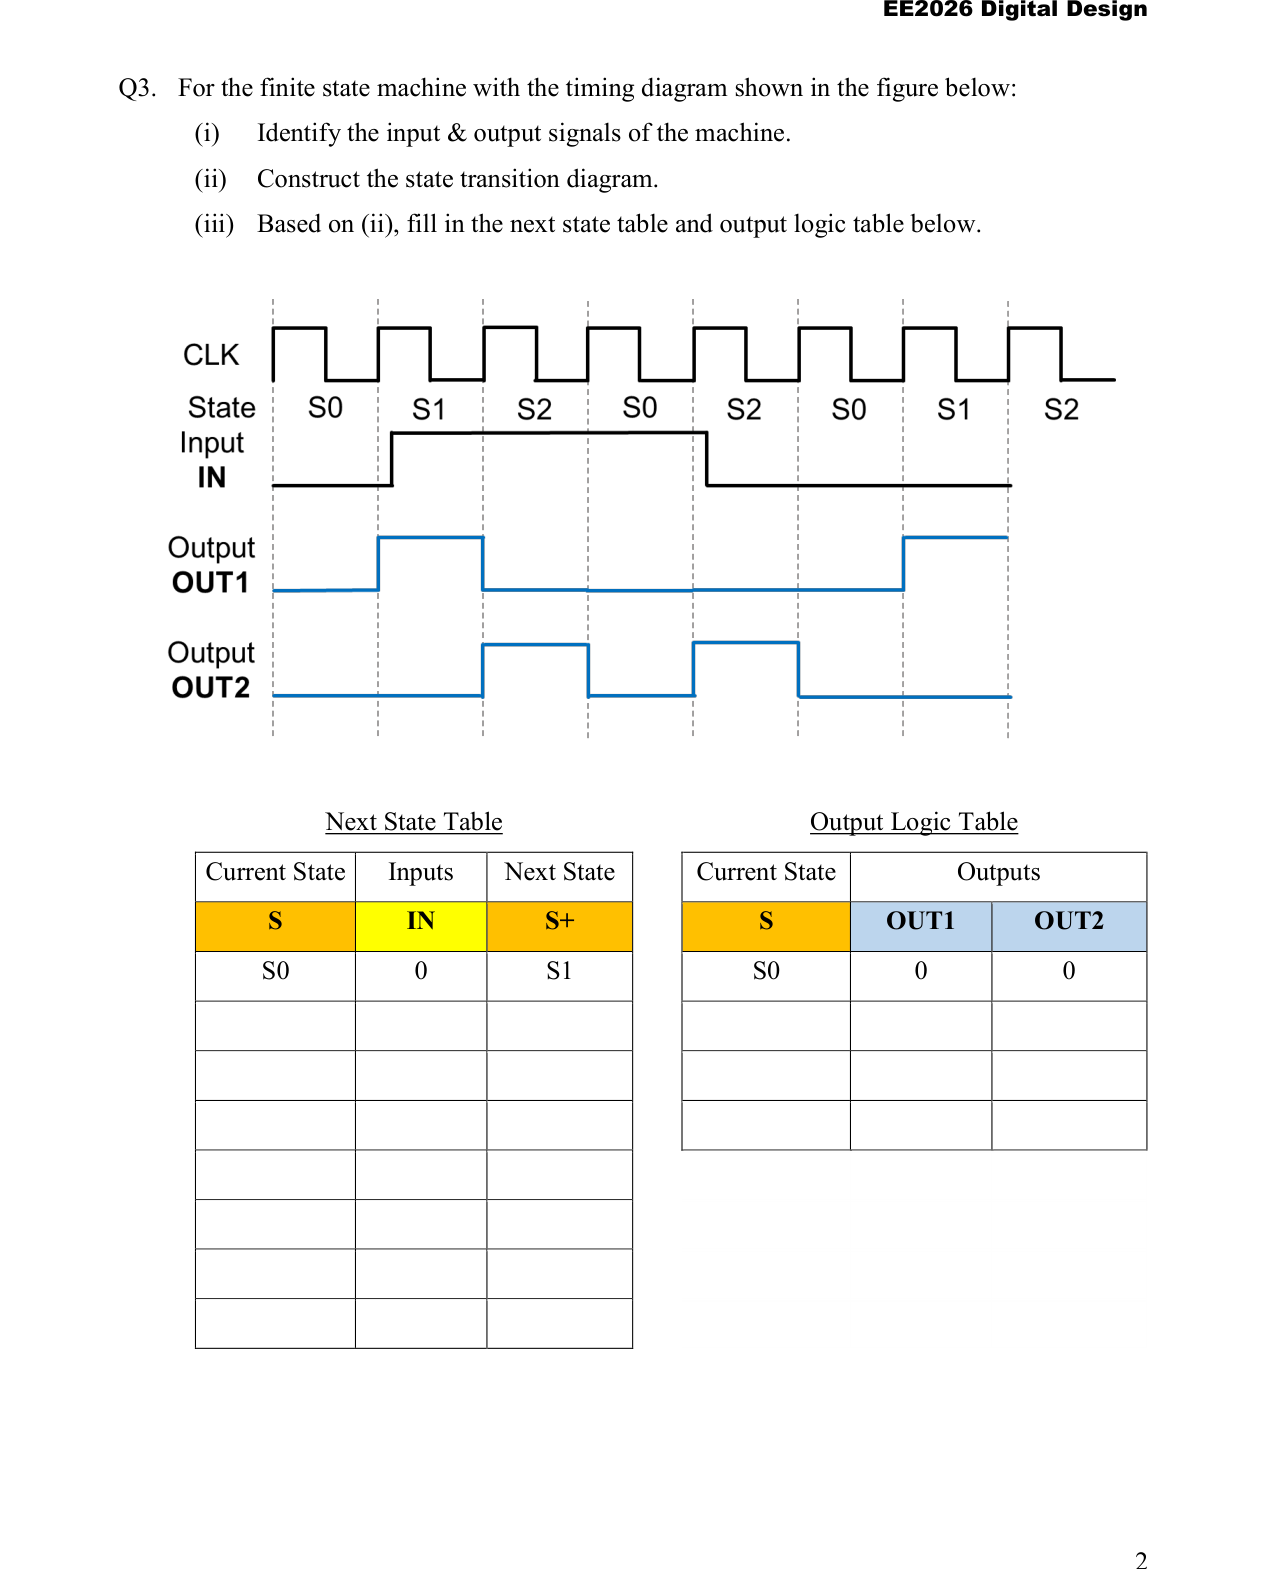 EE2026 Digital Design
Q3. For the finite state machine with the timing diagram shown in the figure below:
(i) Identify the input & output signals of the machine.
(ii) Construct the state transition diagram.
(iii) Based on (ii), fill in the next state table and output logic table below.
CLK
State S0 S1 S2 S0 S2 S0 S1 S2
Input
IN
Output
OUT1
Output
OUT2
Next State Table
Current State Inputs Next State
S IN S+
S0 0 S1
Output Logic Table
Current State Outputs
S OUT1 OUT2
S0 0 0
2